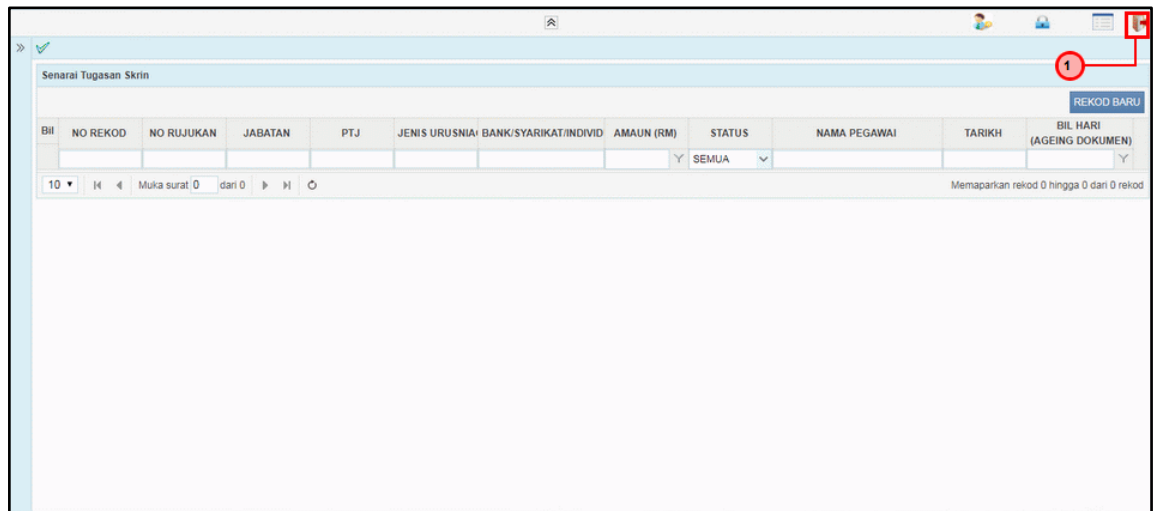 1
Senarai Tugasan Skrin
REKOD BARU
Bil NO REKOD NO RUJUKAN JABATAN PTJ JENIS URUSNIA BANK/SYARIKAT/INDIVID AMAUN (RM) STATUS NAMA PEGAWAI TARIKH BIL HARI
(AGEING DOKUMEN)
SEMUA
10 Muka surat 0 dari 0 Memaparkan rekod 0 hingga 0 dari 0 rekod